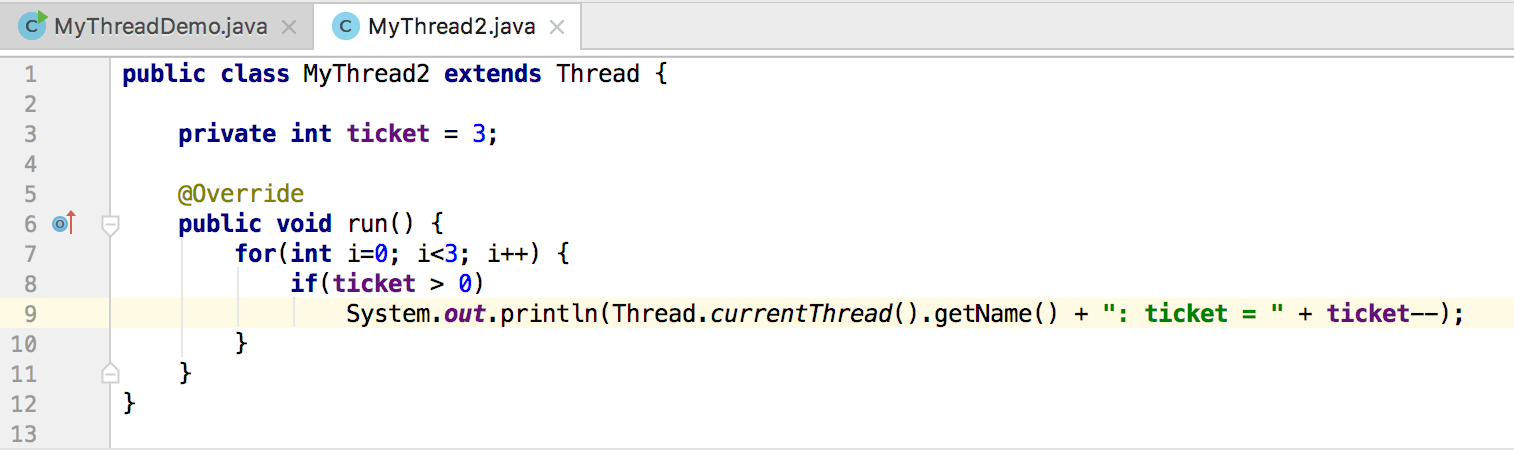 C MyThreadDemo.java × C MyThread2.java ×
1 public class MyThread2 extends Thread {
2
3     private int ticket = 3;
4
5     @Override
6     public void run() {
7         for(int i=0; i<3; i++) {
8             if(ticket > 0)
9                 System.out.println(Thread.currentThread().getName() + ": ticket = " + ticket--);
10         }
11     }
12 }
13